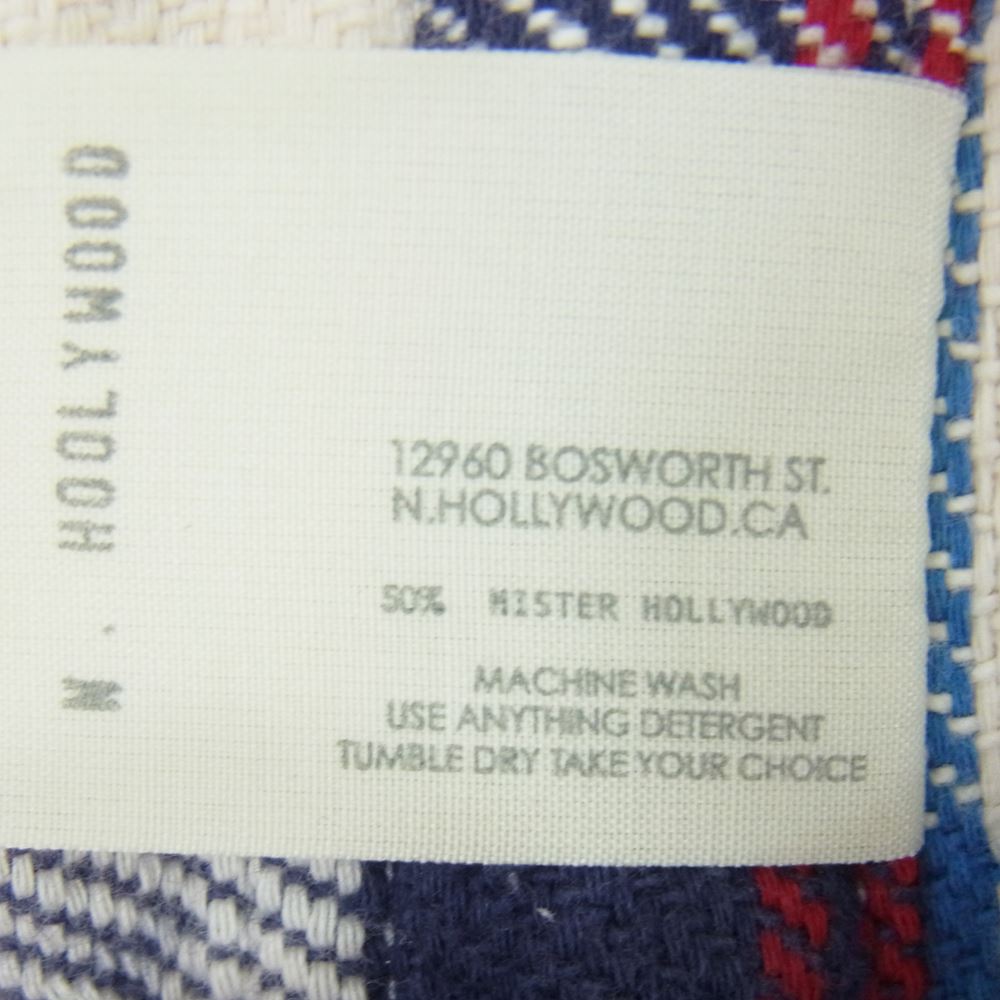 N. HOOLYWOOD
12960 BOSWORTH ST.
N.HOLLYWOOD.CA
50% MISTER HOLLYWOOD
MACHINE WASH
USE ANYTHING DETERGENT
TUMBLE DRY TAKE YOUR CHOICE